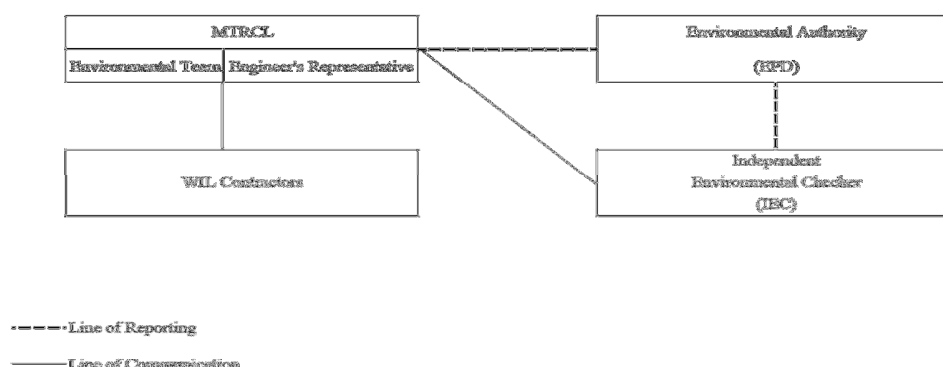 MTRCL
Environmental Team
Engineer's Representative
Environmental Authority
(EPD)
WIL Contractors
Independent
Environmental Checker
(IEC)
Line of Reporting
Line of Communication